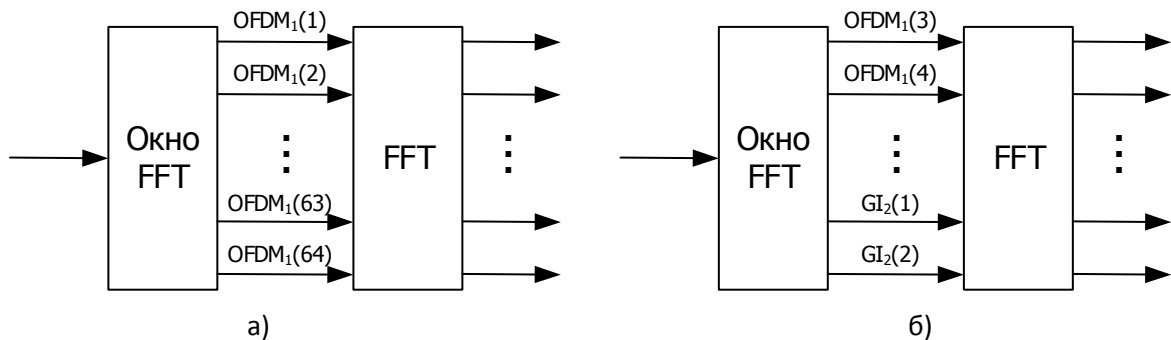 OFDM₁(1)
OFDM₁(2)
Окно
FFT
⋮
FFT
⋮
OFDM₁(63)
OFDM₁(64)
а)
OFDM₁(3)
OFDM₁(4)
Окно
FFT
⋮
FFT
⋮
GI₂(1)
GI₂(2)
б)